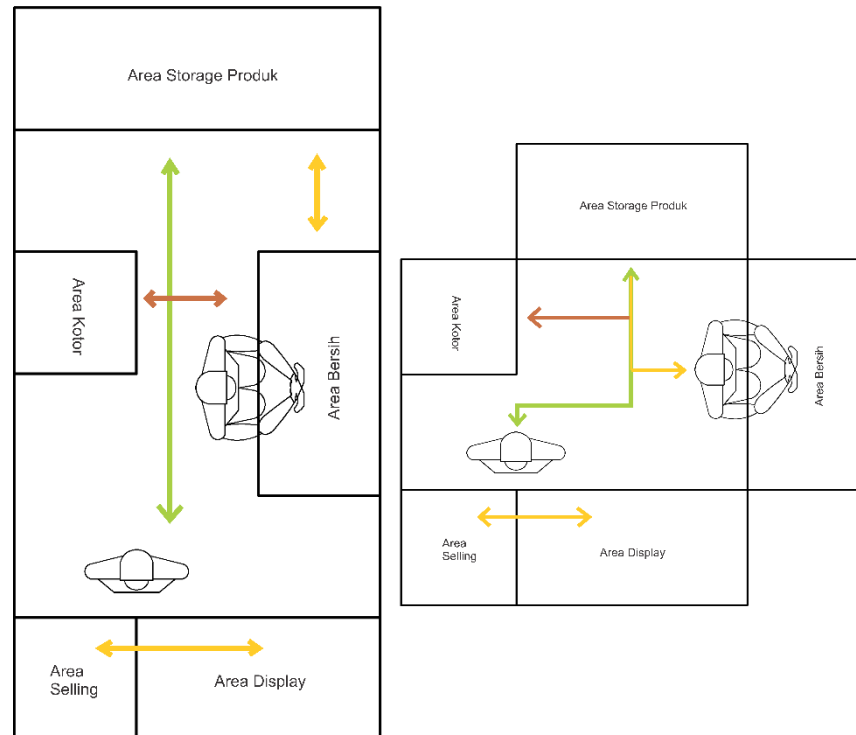 Area Storage Produk
Area Kotor
Area Bersih
Area
Selling
Area Display
Area Storage Produk
Area Kotor
Area Bersih
Area
Selling
Area Display